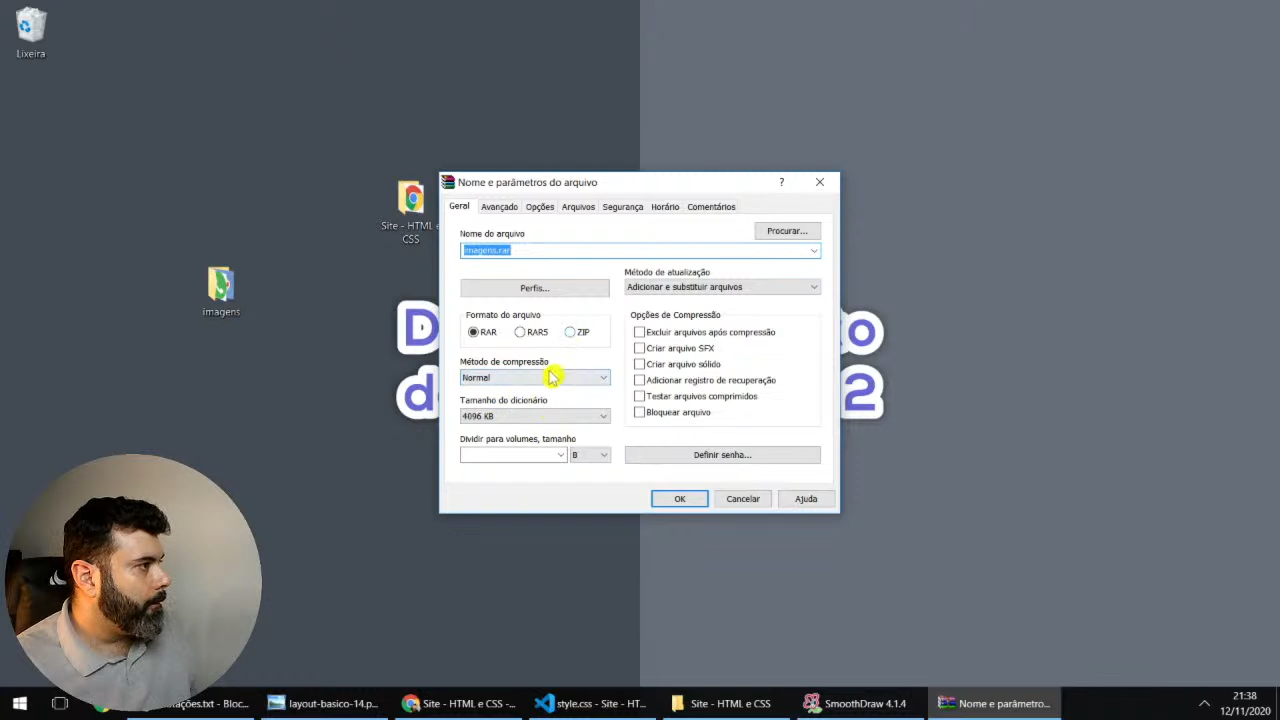 Lixeira
Site - HTML e
CSS
imagens
D
o
d
2
Nome e parâmetros do arquivo
?
Geral
Avançado
Opções
Arquivos
Segurança
Horário
Comentários
Nome do arquivo
Procurar...
imagens.rar
Método de atualização
Perfis...
Adicionar e substituir arquivos
Formato do arquivo
RAR
RAR5
ZIP
Opções de Compressão
Excluir arquivos após compressão
Criar arquivo SFX
Criar arquivo sólido
Adicionar registro de recuperação
Testar arquivos comprimidos
Bloquear arquivo
Método de compressão
Normal
Tamanho do dicionário
4096 KB
Dividir para volumes, tamanho
B
Definir senha...
OK
Cancelar
Ajuda
tações.txt - Bloc...
layout-basico-14.p...
Site - HTML e CSS -...
style.css - Site - HT...
Site - HTML e CSS
SmoothDraw 4.1.4
Nome e parâmetro...
21:38
12/11/2020